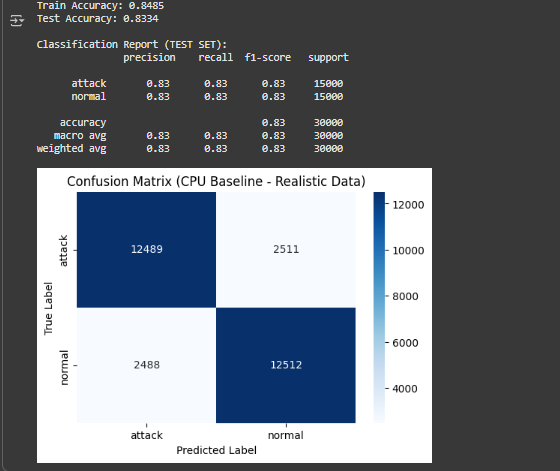 Train Accuracy: 0.8485
Test Accuracy: 0.8334
Classification Report (TEST SET):
precision recall f1-score support
attack 0.83 0.83 0.83 15000
normal 0.83 0.83 0.83 15000
accuracy 0.83 30000
macro avg 0.83 0.83 0.83 30000
weighted avg 0.83 0.83 0.83 30000
Confusion Matrix (CPU Baseline - Realistic Data)
True Label
attack
12489 2511
normal
2488 12512
attack normal
Predicted Label
12000
10000
8000
6000
4000